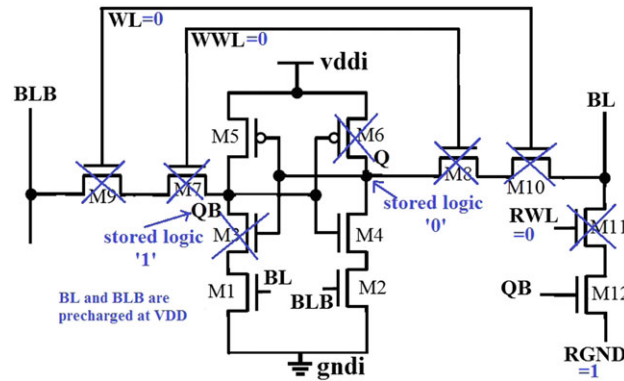 WL=0
WWL=0
vddi
BLB
BL
M5
M6
Q
M9
M7
M8
M10
QB
stored logic
'1'
stored logic
'0'
M3
M4
RWL
=0
M11
M1
BL
BLB
M2
QB
M12
BL and BLB are
precharged at VDD
gndi
RGND
=1